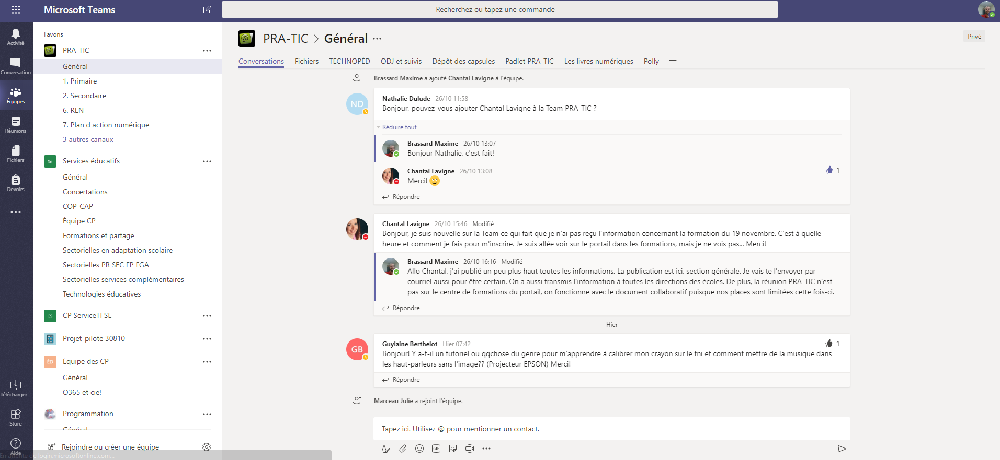 Microsoft Teams
Recherchez ou tapez une commande
Activité
Conversation
Équipes
Réunions
Fichiers
Devoirs
Télécharger...
Store
Aide
Favoris
PRA-TIC
Général
1. Primaire
2. Secondaire
6. REN
7. Plan d action numérique
3 autres canaux
Sé
Services éducatifs
Général
Concertations
COP-CAP
Équipe CP
Formations et partage
Sectorielles en adaptation scolaire
Sectorielles PR SEC FP FGA
Sectorielles services complémentaires
Technologies éducatives
CS
CP ServiceTI SE
Projet-pilote 30810
ÉD
Équipe des CP
Général
O365 et cie!
Programmation
Général
Rejoindre ou créer une équipe
En attente de login.microsoftonline.com...
PRA-TIC > Général
Privé
Conversations Fichiers TECHNOPÉD ODJ et suivis Dépôt des capsules Padlet PRA-TIC Les livres numériques Polly
Brassard Maxime a ajouté Chantal Lavigne à l'équipe.
ND
Nathalie Dulude 26/10 11:58
Bonjour, pouvez-vous ajouter Chantal Lavigne à la Team PRA-TIC ?
Réduire tout
Brassard Maxime 26/10 13:07
Bonjour Nathalie, c'est fait!
Chantal Lavigne 26/10 13:08
1
Merci!
Répondre
Chantal Lavigne 26/10 15:46 Modifié
Bonjour, je suis nouvelle sur la Team ce qui fait que je n'ai pas reçu l'information concernant la formation du 19 novembre. C'est à quelle
heure et comment je fais pour m'inscrire. Je suis allée voir sur le portail dans les formations, mais je ne vois pas... Merci!
Brassard Maxime 26/10 16:16 Modifié
Allo Chantal, j'ai publié un peu plus haut toutes les informations. La publication est ici, section générale. Je vais te l'envoyer par
courriel aussi pour être certain. On a aussi transmis l'information à toutes les directions des écoles. De plus, la réunion PRA-TIC n'est
pas sur le centre de formations du portail, on fonctionne avec le document collaboratif puisque nos places sont limitées cette fois-ci.
Répondre
Hier
GB
Guylaine Berthelot Hier 07:42
1
Bonjour! Y a-t-il un tutoriel ou qqchose du genre pour m'apprendre à calibrer mon crayon sur le tni et comment mettre de la musique dans
les haut-parleurs sans l'image?? (Projecteur EPSON) Merci!
Répondre
Marceau Julie a rejoint l'équipe.
Tapez ici. Utilisez @ pour mentionner un contact.
GIF